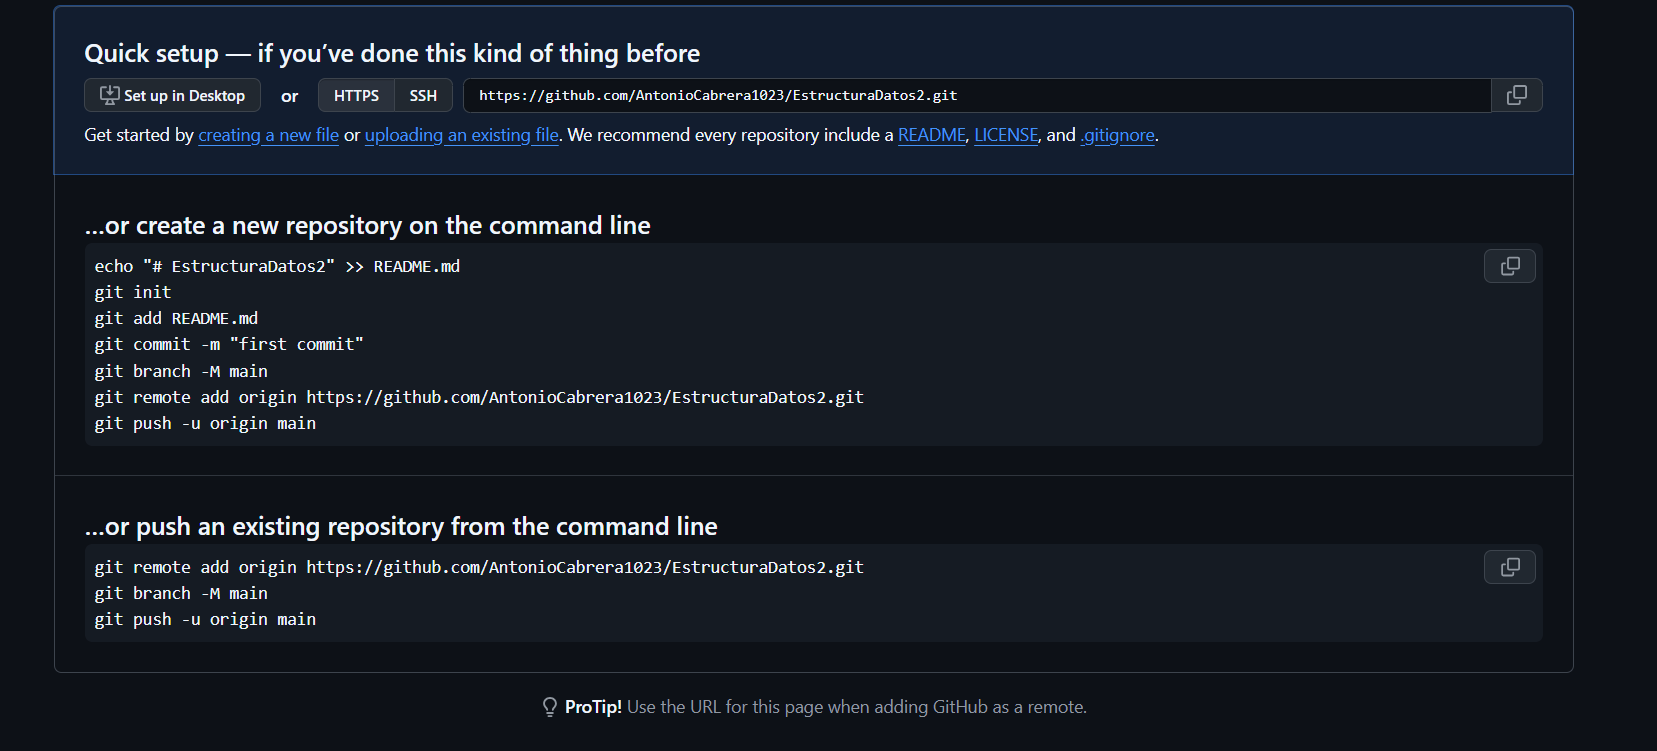 Quick setup — if you’ve done this kind of thing before
Set up in Desktop or HTTPS SSH https://github.com/AntonioCabrera1023/EstructuraDatos2.git
Get started by creating a new file or uploading an existing file. We recommend every repository include a README, LICENSE, and .gitignore.
…or create a new repository on the command line
echo "# EstructuraDatos2" >> README.md
git init
git add README.md
git commit -m "first commit"
git branch -M main
git remote add origin https://github.com/AntonioCabrera1023/EstructuraDatos2.git
git push -u origin main
…or push an existing repository from the command line
git remote add origin https://github.com/AntonioCabrera1023/EstructuraDatos2.git
git branch -M main
git push -u origin main
ProTip! Use the URL for this page when adding GitHub as a remote.